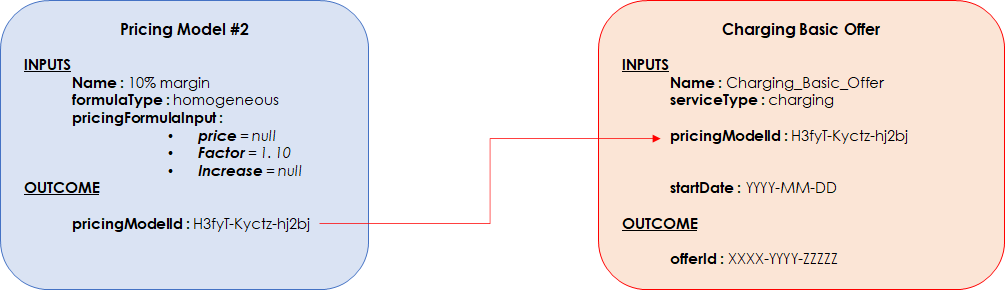 Pricing Model #2
INPUTS
Name : 10% margin
formulaType : homogeneous
pricingFormulaInput :
• price = null
• Factor = 1. 10
• Increase = null
OUTCOME
pricingModelId : H3fyT-Kyctz-hj2bj
Charging Basic Offer
INPUTS
Name : Charging_Basic_Offer
serviceType : charging
pricingModelId : H3fyT-Kyctz-hj2bj
startDate : YYYY-MM-DD
OUTCOME
offerId : XXXX-YYYY-ZZZZZ